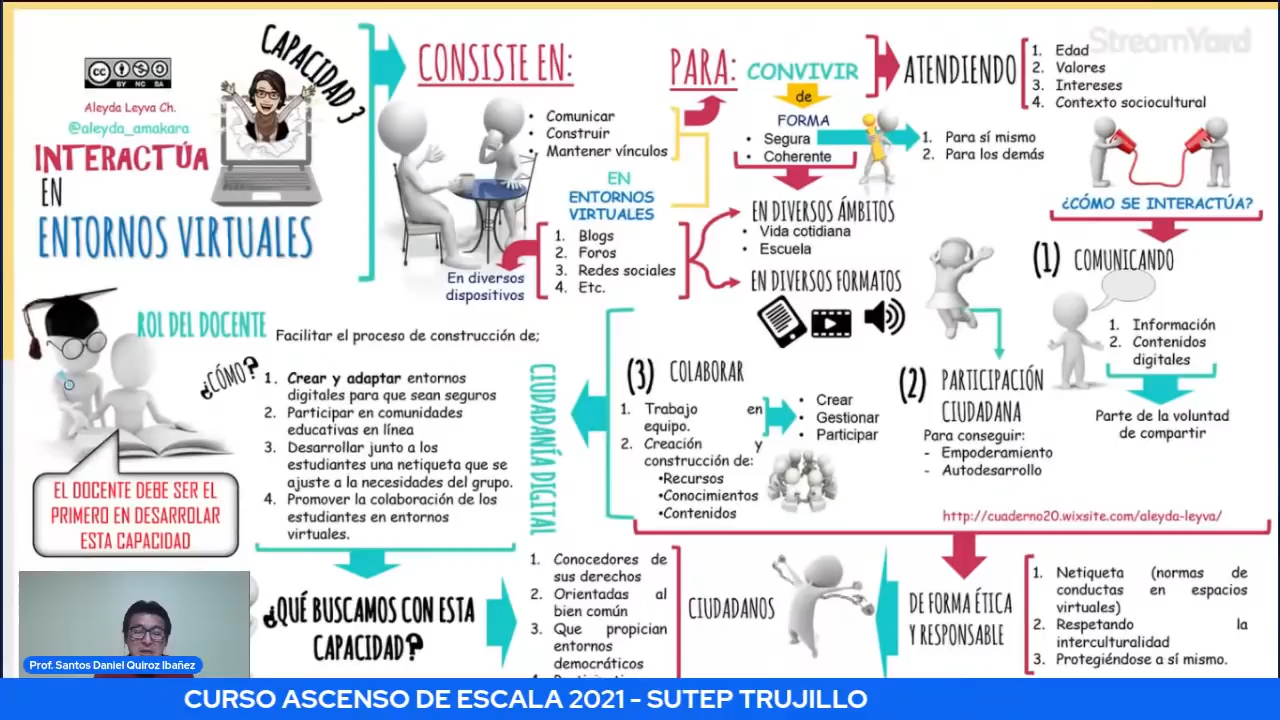 StreamYard
CAPACIDAD 3
cc
BY NC SA
Aleyda Leyva Ch.
@aleyda_amakara
INTERACTÚA
EN
ENTORNOS VIRTUALES
CONSISTE EN:
• Comunicar
• Construir
• Mantener vínculos
EN
ENTORNOS
VIRTUALES
1. Blogs
2. Foros
3. Redes sociales
4. Etc.
En diversos
dispositivos
PARA:
CONVIVIR
de
FORMA
• Segura
• Coherente
1. Para sí mismo
2. Para los demás
ATENDIENDO
1. Edad
2. Valores
3. Intereses
4. Contexto sociocultural
EN DIVERSOS ÁMBITOS
• Vida cotidiana
• Escuela
EN DIVERSOS FORMATOS
¿CÓMO SE INTERACTÚA?
(1) COMUNICANDO
1. Información
2. Contenidos
digitales
Parte de la voluntad
de compartir
(2) PARTICIPACIÓN
CIUDADANA
Para conseguir:
- Empoderamiento
- Autodesarrollo
(3) COLABORAR
1. Trabajo en
equipo.
2. Creación y
construcción de:
•Recursos
•Conocimientos
•Contenidos
• Crear
• Gestionar
• Participar
http://cuaderno20.wixsite.com/aleyda-leyva/
CIUDADANÍA DIGITAL
ROL DEL DOCENTE
Facilitar el proceso de construcción de;
¿CÓMO?
1. Crear y adaptar entornos
digitales para que sean seguros
2. Participar en comunidades
educativas en línea
3. Desarrollar junto a los
estudiantes una netiqueta que se
ajuste a la necesidades del grupo.
4. Promover la colaboración de los
estudiantes en entornos
virtuales.
EL DOCENTE DEBE SER EL
PRIMERO EN DESARROLAR
ESTA CAPACIDAD
¿QUÉ BUSCAMOS CON ESTA
CAPACIDAD?
1. Conocedores de
sus derechos
2. Orientadas al
bien común
3. Que propician
entornos
democráticos
CIUDADANOS
DE FORMA ÉTICA
Y RESPONSABLE
1. Netiqueta (normas de
conductas en espacios
virtuales)
2. Respetando la
interculturalidad
3. Protegiéndose a sí mismo.
Prof. Santos Daniel Quiroz Ibañez
CURSO ASCENSO DE ESCALA 2021 - SUTEP TRUJILLO